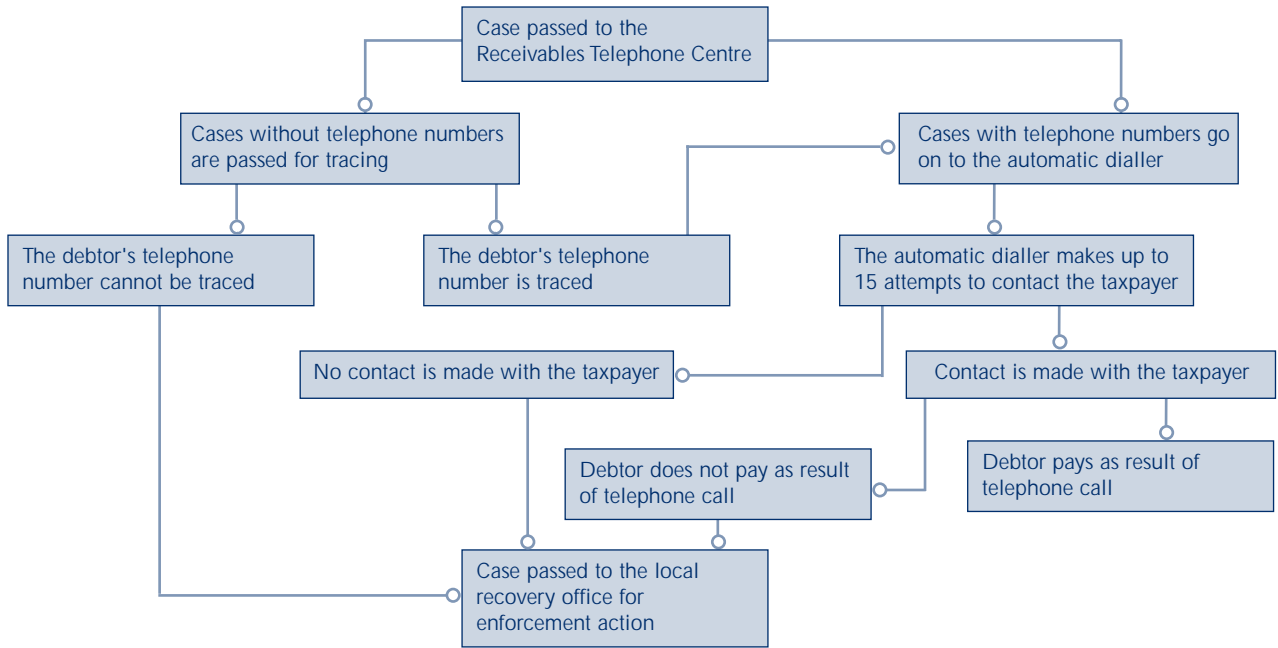 Case passed to the
Receivables Telephone Centre
Cases without telephone numbers
are passed for tracing
Cases with telephone numbers go
on to the automatic dialler
The debtor's telephone
number cannot be traced
The debtor's telephone
number is traced
The automatic dialler makes up to
15 attempts to contact the taxpayer
No contact is made with the taxpayer
Contact is made with the taxpayer
Debtor does not pay as result
of telephone call
Debtor pays as result of
telephone call
Case passed to the local
recovery office for
enforcement action